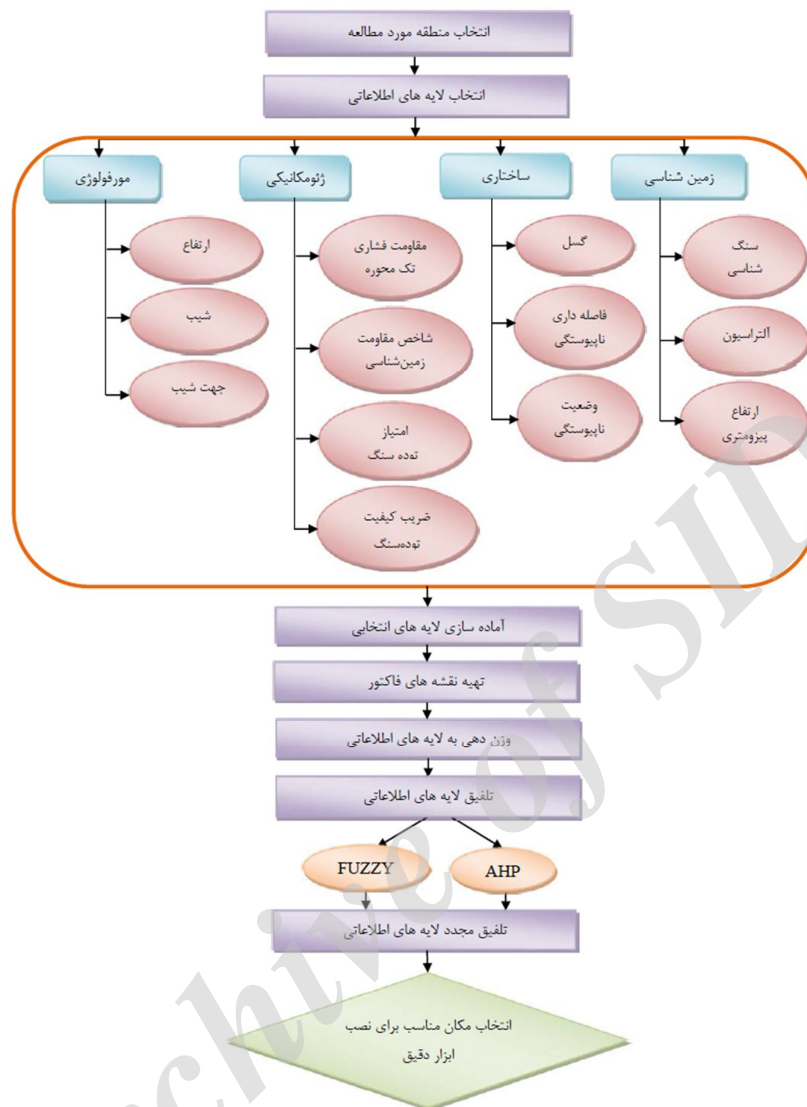 انتخاب منطقه مورد مطالعه
انتخاب لایه های اطلاعاتی
زمین شناسی
سنگ
شناسی
آلتراسیون
ارتفاع
پیزومتری
ساختاری
گسل
فاصله داری
ناپیوستگی
وضعیت
ناپیوستگی
ژئومکانیکی
مقاومت فشاری
تک محوره
شاخص مقاومت
زمین‌شناسی
امتیاز
توده سنگ
ضریب کیفیت
توده‌سنگ
مورفولوژی
ارتفاع
شیب
جهت شیب
آماده سازی لایه های انتخابی
تهیه نقشه های فاکتور
وزن دهی به لایه های اطلاعاتی
تلفیق لایه های اطلاعاتی
FUZZY
AHP
تلفیق مجدد لایه های اطلاعاتی
انتخاب مکان مناسب برای نصب
ابزار دقیق
chive of SID